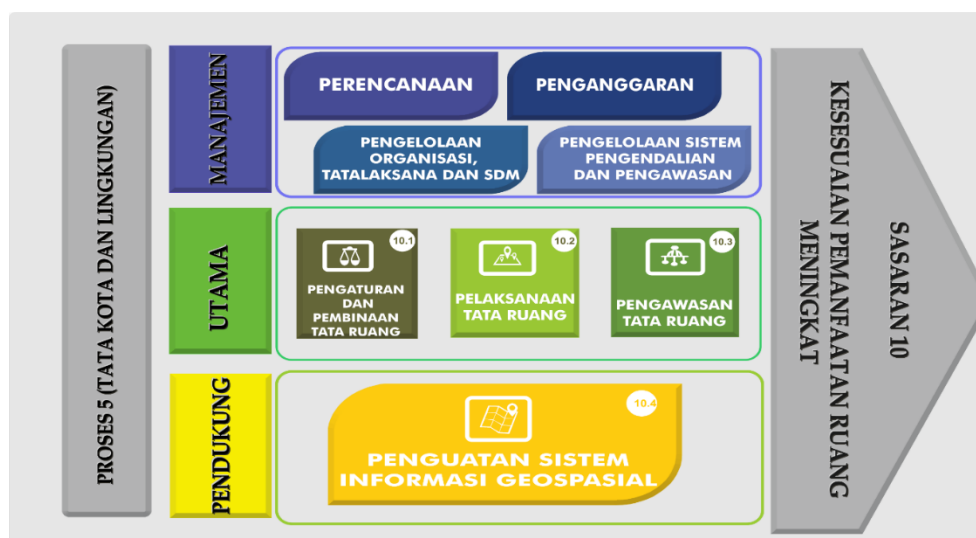 PROSES 5 (TATA KOTA DAN LINGKUNGAN)
MANAJEMEN
PERENCANAAN
PENGANGGARAN
PENGELOLAAN
ORGANISASI,
TATALAKSANA DAN SDM
PENGELOLAAN SISTEM
PENGENDALIAN
DAN PENGAWASAN
UTAMA
10.1
PENGATURAN
DAN
PEMBINAAN
TATA RUANG
10.2
PELAKSANAAN
TATA RUANG
10.3
PENGAWASAN
TATA RUANG
PENDUKUNG
10.4
PENGUATAN SISTEM
INFORMASI GEOSPASIAL
SASARAN 10
KESESUAIAN PEMANFAATAN RUANG
MENINGKAT